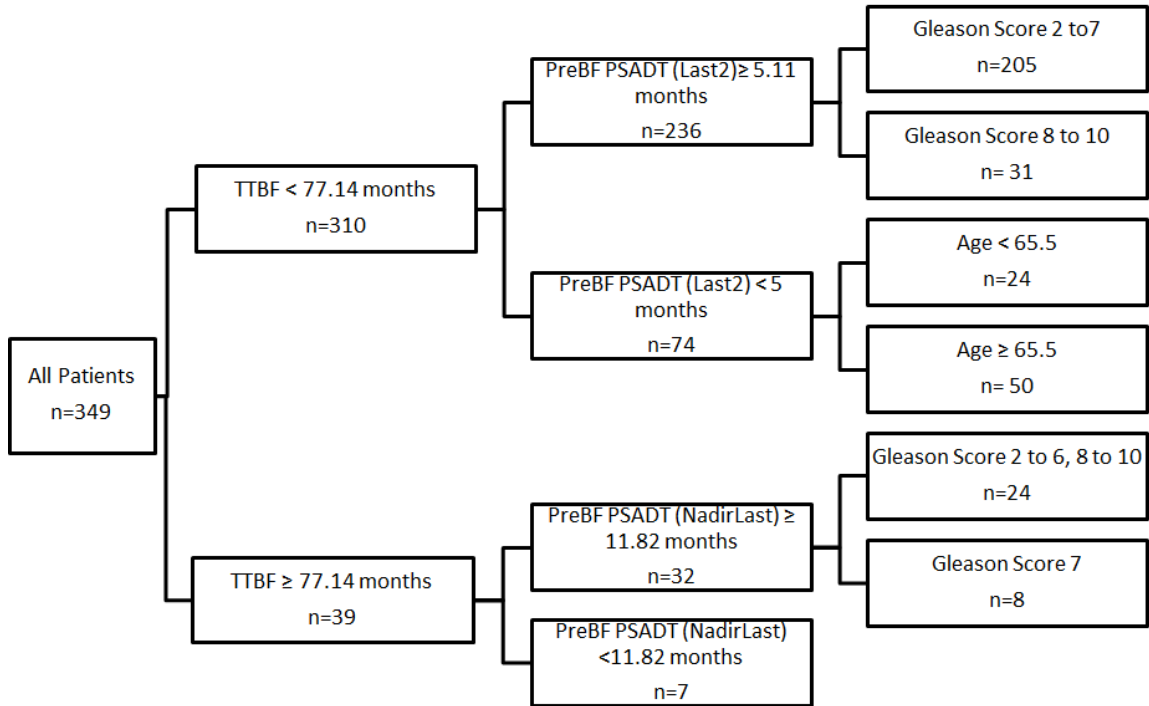 All Patients
n=349
TTBF < 77.14 months
n=310
TTBF ≥ 77.14 months
n=39
PreBF PSADT (Last2)≥ 5.11
months
n=236
PreBF PSADT (Last2) < 5
months
n=74
PreBF PSADT (NadirLast) ≥
11.82 months
n=32
PreBF PSADT (NadirLast)
<11.82 months
n=7
Gleason Score 2 to7
n=205
Gleason Score 8 to 10
n= 31
Age < 65.5
n=24
Age ≥ 65.5
n= 50
Gleason Score 2 to 6, 8 to 10
n=24
Gleason Score 7
n=8